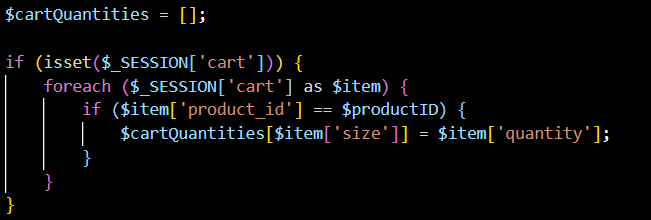 $cartQuantities = [];

if (isset($_SESSION['cart'])) {
    foreach ($_SESSION['cart'] as $item) {
        if ($item['product_id'] == $productID) {
            $cartQuantities[$item['size']] = $item['quantity'];
        }
    }
}